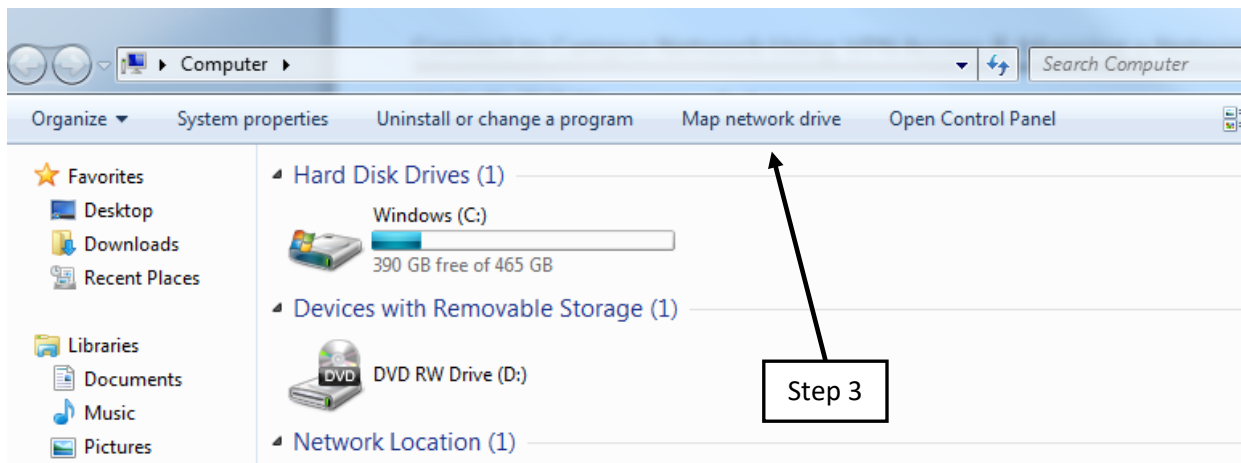 Computer
Search Computer
Organize System properties Uninstall or change a program Map network drive Open Control Panel
Favorites
Desktop
Downloads
Recent Places
Libraries
Documents
Music
Pictures
Hard Disk Drives (1)
Windows (C:)
390 GB free of 465 GB
Devices with Removable Storage (1)
DVD
DVD RW Drive (D:)
Network Location (1)
Step 3